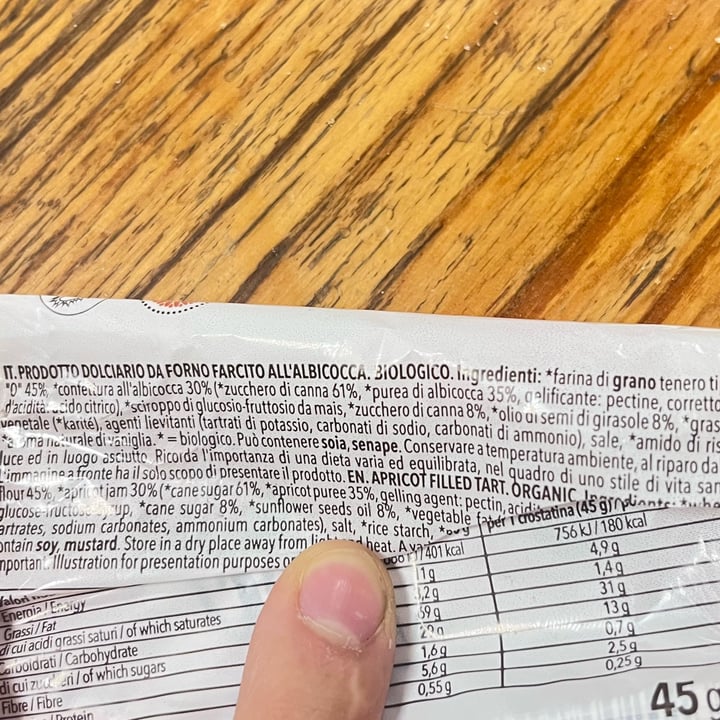 IT. PRODOTTO DOLCIARIO DA FORNO FARCITO ALL'ALBICOCCA. BIOLOGICO. Ingredienti: *farina di grano tenero ti
"0" 45%, *confettura all'albicocca 30% (*zucchero di canna 61%, *purea di albicocca 35%, gelificante: pectine, corretto
d'acidità: acido citrico), *sciroppo di glucosio-fruttosio da mais, *zucchero di canna 8%, *olio di semi di girasole 8%, *gras
vegetale (*karité), agenti lievitanti (tartrati di potassio, carbonati di sodio, carbonati di ammonio), sale, *amido di ris
*aroma naturale di vaniglia. * = biologico. Può contenere soia, senape. Conservare a temperatura ambiente, al riparo da
luce ed in luogo asciutto. Ricorda l'importanza di una dieta varia ed equilibrata, nel quadro di uno stile di vita san
L'immagine a fronte ha il solo scopo di presentare il prodotto. EN. APRICOT FILLED TART. ORGANIC. Ingredients:
flour 45%, *apricot jam 30% (*cane sugar 61%, *apricot puree 35%, gelling agent: pectin,
glucose-fructose syrup, *cane sugar 8%, *sunflower seeds oil 8%, *vegetable
artrates, sodium carbonates, ammonium carbonates), salt, *rice starch,
ontain soy, mustard. Store in a dry place away from light and heat.
mportan Illustration for presentation purposes
per 1 crostatina (45 g) /
Valori
Energia / Energy 401 kcal 756 kJ / 180 kcal
Grassi / Fat 1 g 4,9 g
di cui acidi grassi saturi / of which saturates ,2 g 1,4 g
Carboidrati / Carbohydrate 69 g 31 g
di cui zuccheri / of which sugars 13 g
Fibre / Fibre 1,6 g 0,7 g
/ Protein 5,6 g 2,5 g
0,55 g 0,25 g
45 g